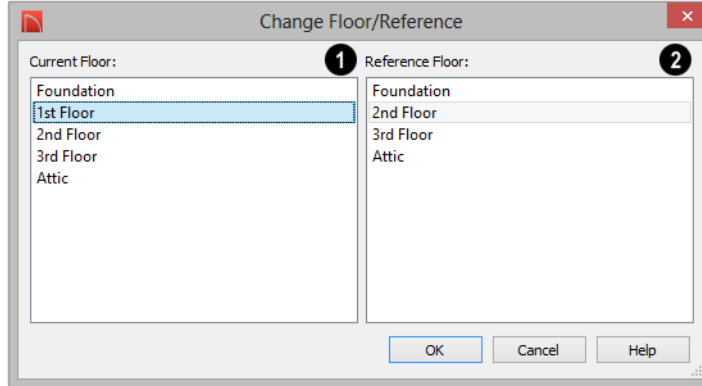 Change Floor/Reference
Current Floor:
1
Foundation
1st Floor
2nd Floor
3rd Floor
Attic
Reference Floor:
2
Foundation
2nd Floor
3rd Floor
Attic
OK
Cancel
Help